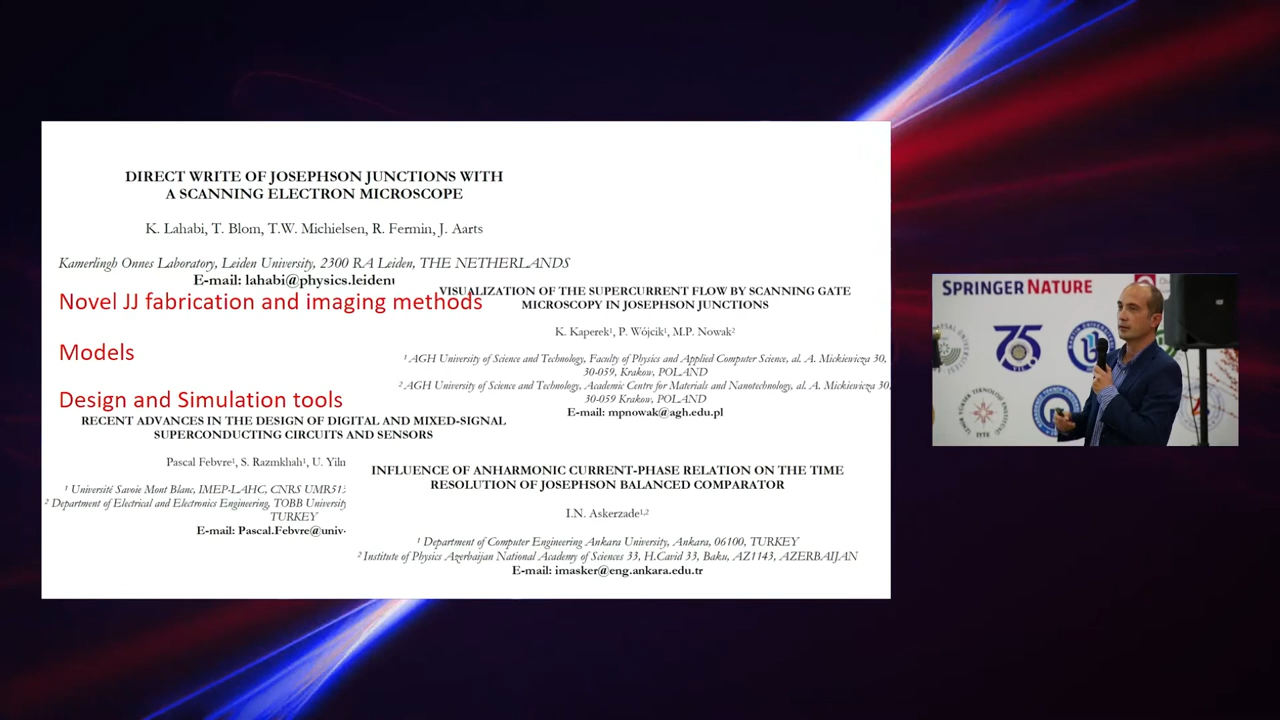 DIRECT WRITE OF JOSEPHSON JUNCTIONS WITH
A SCANNING ELECTRON MICROSCOPE
K. Lahabi, T. Blom, T.W. Michielsen, R. Fermin, J. Aarts
Kamerlingh Onnes Laboratory, Leiden University, 2300 RA Leiden, THE NETHERLANDS
E-mail: lahabi@physics.leiden
Novel JJ fabrication and imaging methods
Models
Design and Simulation tools
VISUALIZATION OF THE SUPERCURRENT FLOW BY SCANNING GATE
MICROSCOPY IN JOSEPHSON JUNCTIONS
K. Kaperek¹, P. Wójcik¹, M.P. Nowak²
¹ AGH University of Science and Technology, Faculty of Physics and Applied Computer Science, al. A. Mickiewicza 30,
30-059, Krakow, POLAND
² AGH University of Science and Technology, Academic Centre for Materials and Nanotechnology, al. A. Mickiewicza 30,
30-059 Krakow, POLAND
E-mail: mpnowak@agh.edu.pl
RECENT ADVANCES IN THE DESIGN OF DIGITAL AND MIXED-SIGNAL
SUPERCONDUCTING CIRCUITS AND SENSORS
Pascal Febvre¹, S. Razmkhah¹, U.
¹ Université Savoie Mont Blanc, IMEP-LAHC, CNRS
² Department of Electrical and Electronics Engineering, TOBB University
TURKEY
E-mail: Pascal.Febvre@univ-
INFLUENCE OF ANHARMONIC CURRENT-PHASE RELATION ON THE TIME
RESOLUTION OF JOSEPHSON BALANCED COMPARATOR
I.N. Askerzade¹,²
¹ Department of Computer Engineering Ankara University, Ankara, 06100, TURKEY
² Institute of Physics Azerbaijan National Academy of Sciences 33, H.Cavid 33, Baku, AZ1143, AZERBAIJAN
E-mail: imasker@eng.ankara.edu.tr
SPRINGER NATURE
75